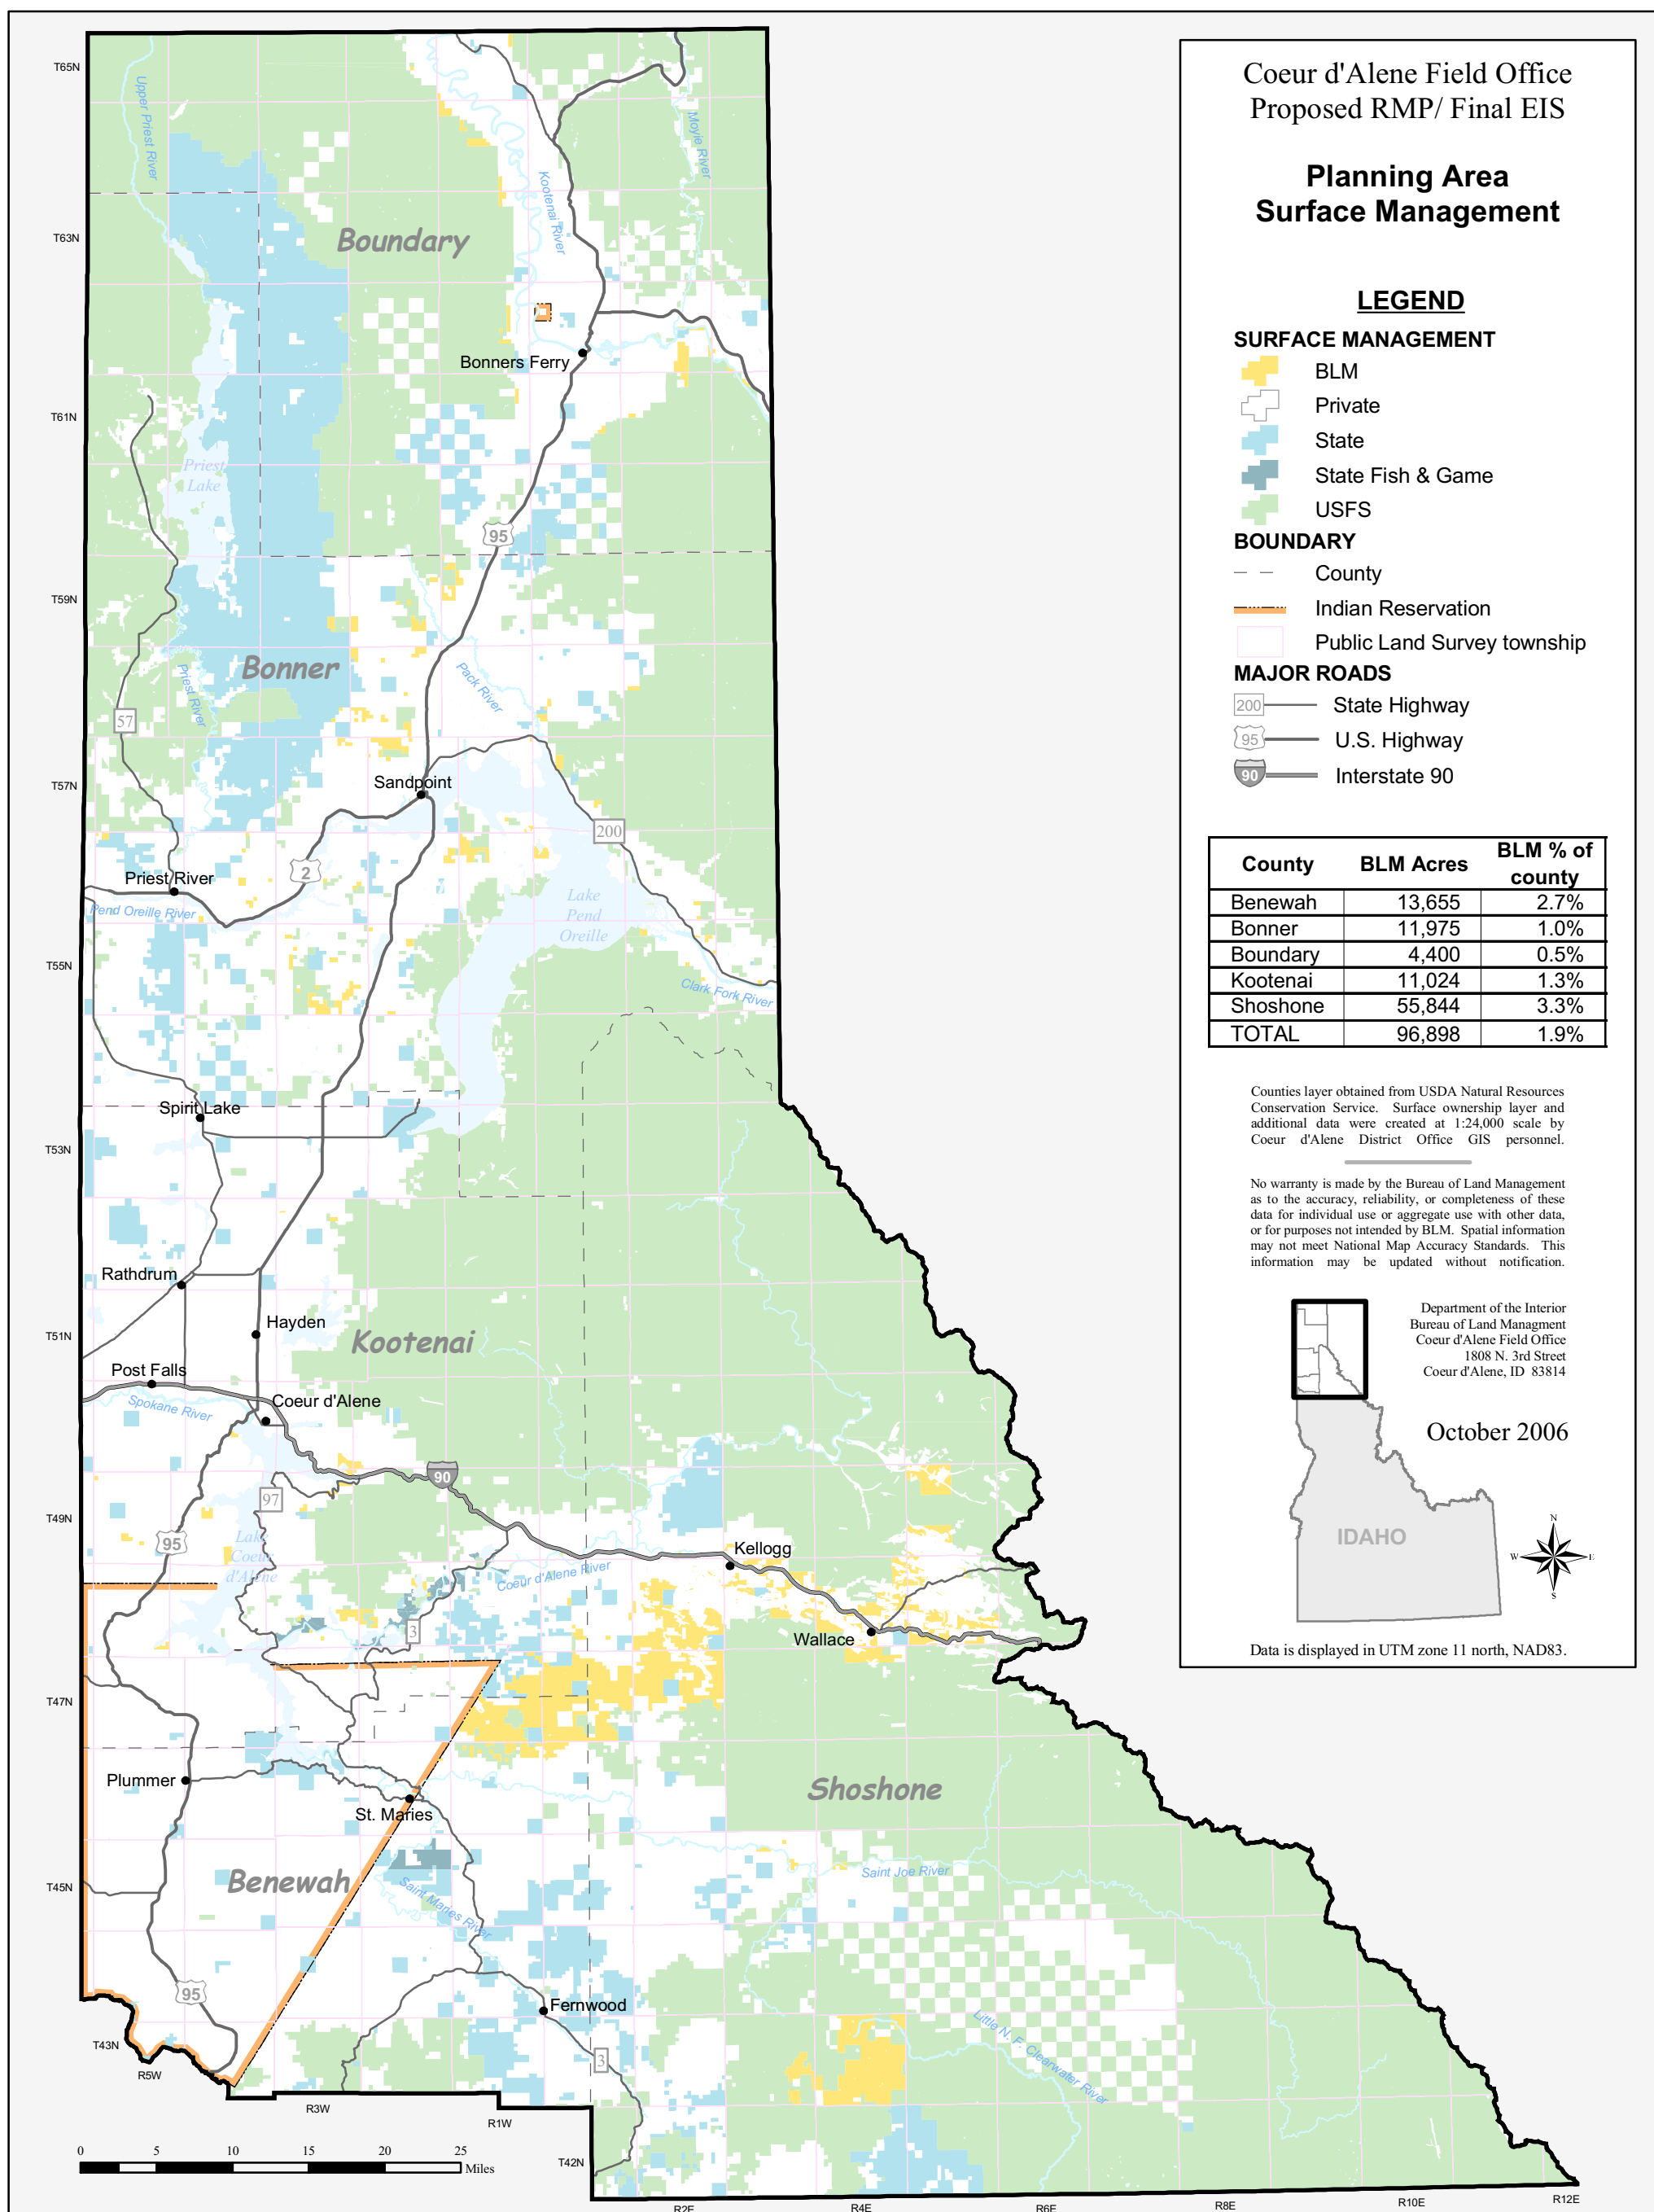 Coeur d'Alene Field Office
Proposed RMP/ Final EIS
Planning Area
Surface Management
LEGEND
SURFACE MANAGEMENT
BLM
Private
State
State Fish & Game
USFS
BOUNDARY
County
Indian Reservation
Public Land Survey township
MAJOR ROADS
200 State Highway
95 U.S. Highway
90 Interstate 90
County BLM Acres BLM % of county
Benewah 13,655 2.7%
Bonner 11,975 1.0%
Boundary 4,400 0.5%
Kootenai 11,024 1.3%
Shoshone 55,844 3.3%
TOTAL 96,898 1.9%
Counties layer obtained from USDA Natural Resources
Conservation Service. Surface ownership layer and
additional data were created at 1:24,000 scale by
Coeur d'Alene District Office GIS personnel.
No warranty is made by the Bureau of Land Management
as to the accuracy, reliability, or completeness of these
data for individual use or aggregate use with other data,
or for purposes not intended by BLM. Spatial information
may not meet National Map Accuracy Standards. This
information may be updated without notification.
Department of the Interior
Bureau of Land Managment
Coeur d'Alene Field Office
1808 N. 3rd Street
Coeur d'Alene, ID 83814
October 2006
IDAHO
N
W E
S
Data is displayed in UTM zone 11 north, NAD83.
T65N
Upper Priest River
Moyie River
Kootenai River
T63N
Boundary
Bonners Ferry
T61N
Priest
Lake
95
T59N
Bonner
Priest River
Pack River
57
Sandpoint
T57N
200
2
Priest River
Pend Oreille River
Lake
Pend
Oreille
T55N
Clark Fork River
Spirit Lake
T53N
Rathdrum
Hayden
T51N
Kootenai
Post Falls
Spokane River
Coeur d'Alene
90
97
T49N
95
Lake
Coeur
d'Alene
Kellogg
Coeur d'Alene River
3
Wallace
T47N
Plummer
Shoshone
St. Maries
Saint Joe River
Benewah
T45N
Saint Maries River
95
Fernwood
Little N. F. Clearwater River
T43N
3
R5W
R3W
R1W
T42N
0 5 10 15 20 25
Miles
R2E
R4E
R6E
R8E
R10E
R12E